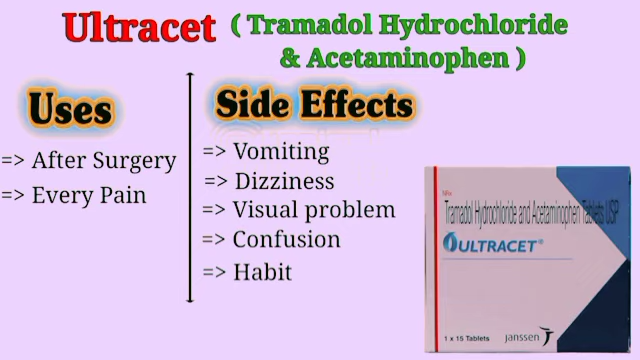 Ultracet ( Tramadol Hydrochloride
& Acetaminophen )
Uses
=> After Surgery
=> Every Pain
Side Effects
=> Vomiting
=> Dizziness
=> Visual problem
=> Confusion
=> Habit
Tramadol Hydrochloride and Acetaminophen Tablets USP
ULTRACET®
1 x 15 Tablets
janssen